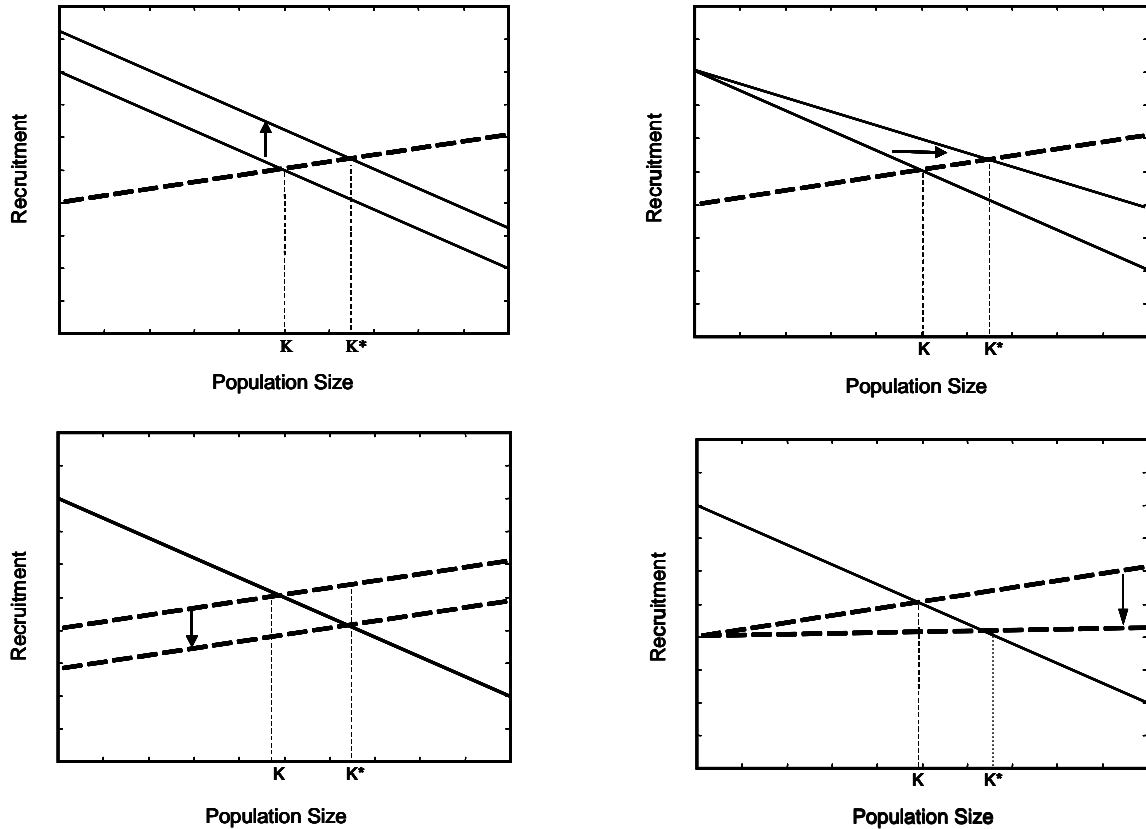 Recruitment
K K*
Population Size
Recruitment
K K*
Population Size
Recruitment
K K*
Population Size
Recruitment
K K*
Population Size